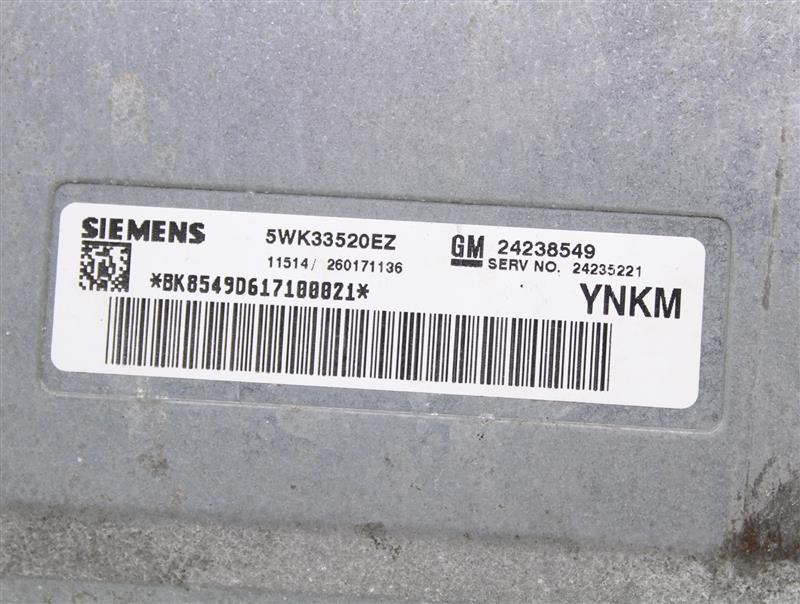 SIEMENS 5WK33520EZ GM 24238549
11514/ 260171136 SERV NO. 24235221
*BK8549D617100021* YNKM